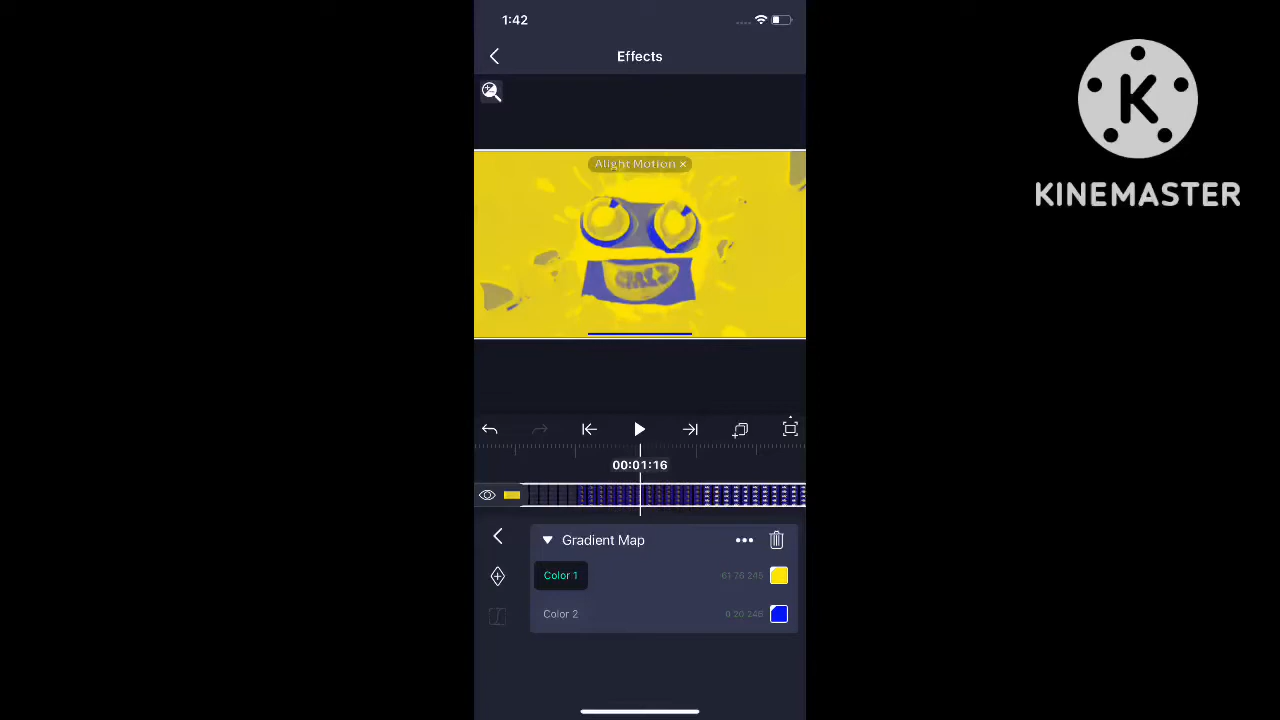 1:42
Effects
Alight Motion ×
KINEMASTER
00:01:16
Gradient Map
Color 1
Color 2